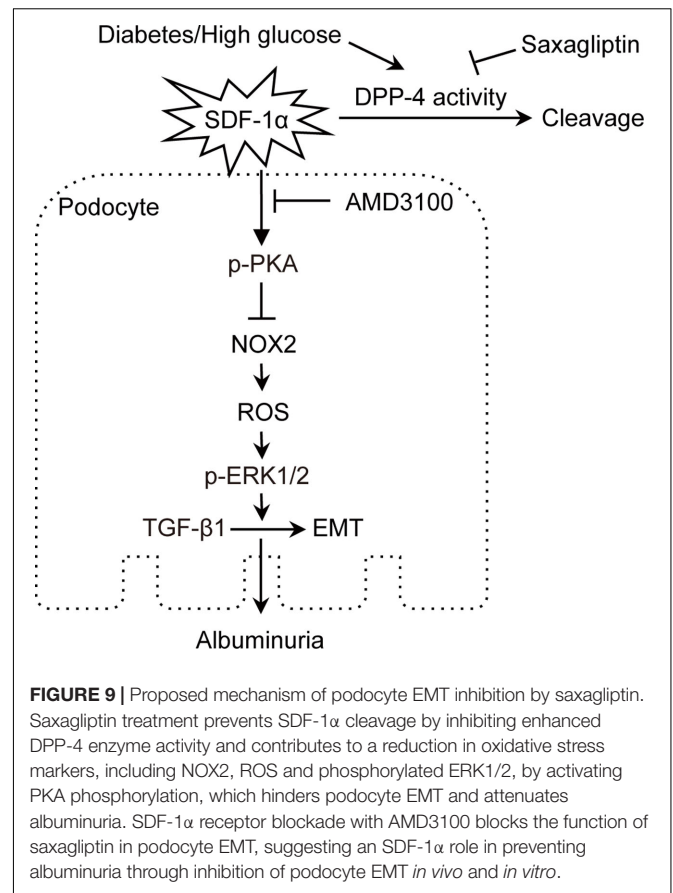 Diabetes/High glucose
Saxagliptin
DPP-4 activity
SDF-1α
Cleavage
Podocyte
AMD3100
p-PKA
NOX2
ROS
p-ERK1/2
TGF-β1
EMT
Albuminuria
FIGURE 9 | Proposed mechanism of podocyte EMT inhibition by saxagliptin.
Saxagliptin treatment prevents SDF-1α cleavage by inhibiting enhanced
DPP-4 enzyme activity and contributes to a reduction in oxidative stress
markers, including NOX2, ROS and phosphorylated ERK1/2, by activating
PKA phosphorylation, which hinders podocyte EMT and attenuates
albuminuria. SDF-1α receptor blockade with AMD3100 blocks the function of
saxagliptin in podocyte EMT, suggesting an SDF-1α role in preventing
albuminuria through inhibition of podocyte EMT in vivo and in vitro.